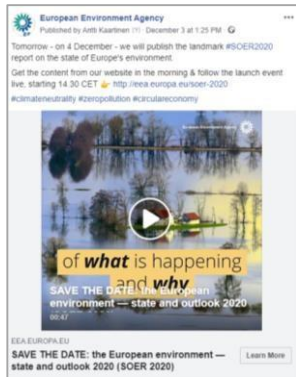 European Environment Agency
Published by Antti Kaartinen · December 3 at 1:25 PM ·
Tomorrow - on 4 December - we will publish the landmark #SOER2020
report on the state of Europe's environment.
Get the content from our website in the morning & follow the launch event
live, starting 14.30 CET 👉 http://eea.europa.eu/soer-2020
#climateneutrality #zeropollution #circulareconomy
European Environment Agency
of what is happening
and why
SAVE THE DATE: the European
environment — state and outlook 2020
00:47
EEA.EUROPA.EU
SAVE THE DATE: the European environment —
state and outlook 2020 (SOER 2020)
Learn More